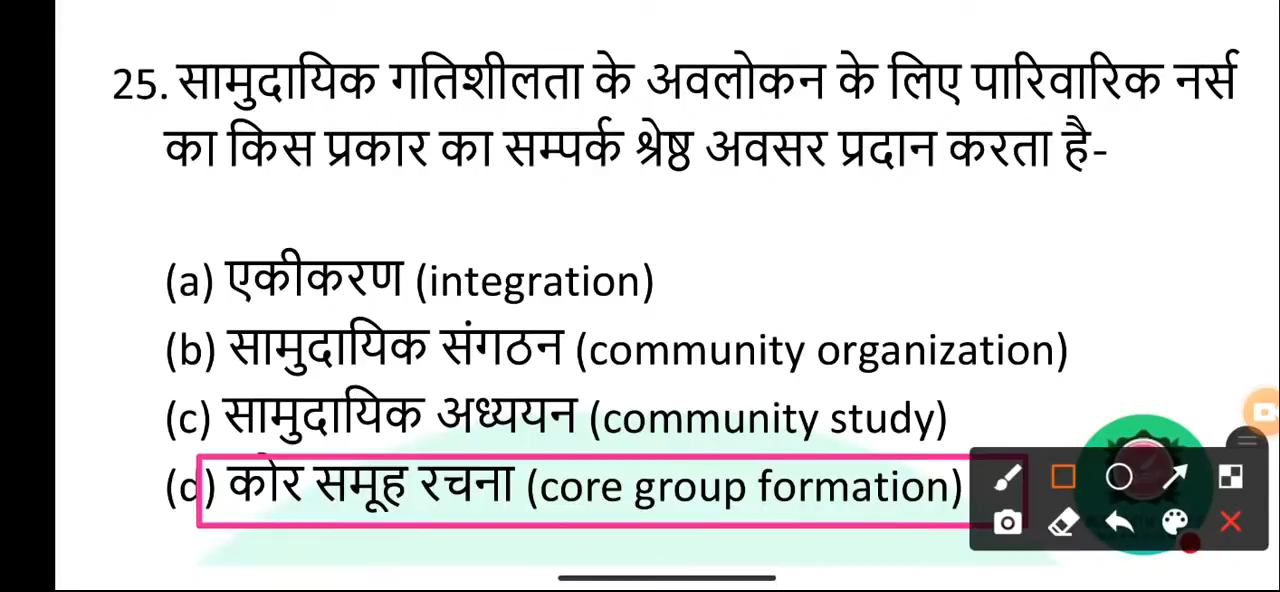 25. सामुदायिक गतिशीलता के अवलोकन के लिए पारिवारिक नर्स
का किस प्रकार का सम्पर्क श्रेष्ठ अवसर प्रदान करता है-
(a) एकीकरण (integration)
(b) सामुदायिक संगठन (community organization)
(c) सामुदायिक अध्ययन (community study)
(d) कोर समूह रचना (core group formation)